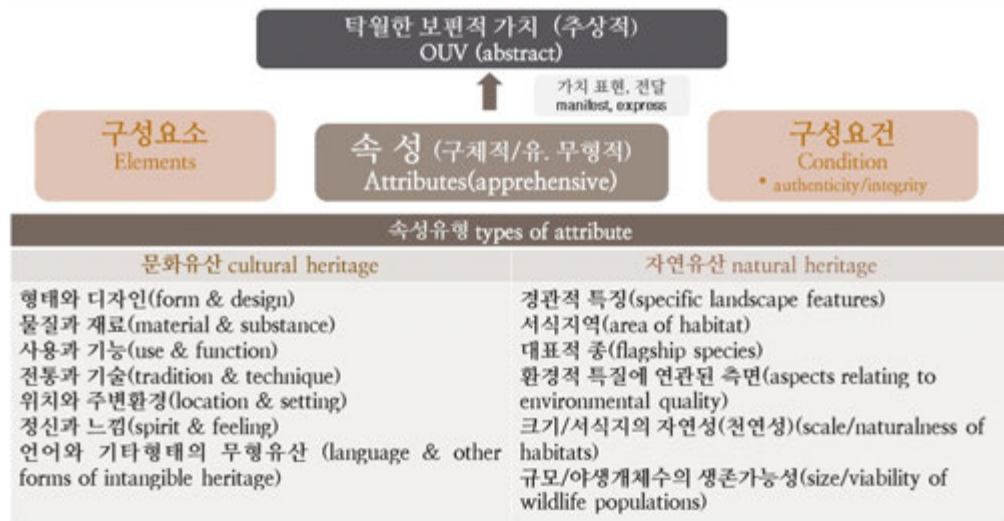 탁월한 보편적 가치 (추상적)
OUV (abstract)
가치 표현, 전달
manifest, express
구성요소
Elements
속 성 (구체적/유. 무형적)
Attributes(apprehensive)
구성요건
Condition
* authenticity/integrity
속성유형 types of attribute
문화유산 cultural heritage
형태와 디자인(form & design)
물질과 재료(material & substance)
사용과 기능(use & function)
전통과 기술(tradition & technique)
위치와 주변환경(location & setting)
정신과 느낌(spirit & feeling)
언어와 기타형태의 무형유산 (language & other
forms of intangible heritage)
자연유산 natural heritage
경관적 특징(specific landscape features)
서식지역(area of habitat)
대표적 종(flagship species)
환경적 특질에 연관된 측면(aspects relating to
environmental quality)
크기/서식지의 자연성(천연성)(scale/naturalness of
habitats)
규모/야생개체수의 생존가능성(size/viability of
wildlife populations)